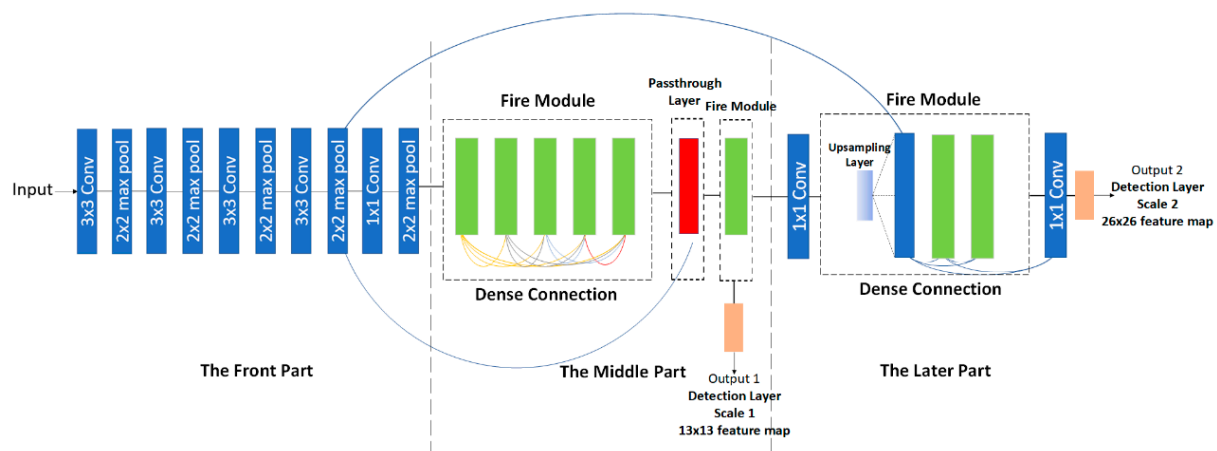 Input
3x3 Conv
2x2 max pool
3x3 Conv
2x2 max pool
3x3 Conv
2x2 max pool
3x3 Conv
2x2 max pool
1x1 Conv
2x2 max pool
The Front Part
Fire Module
Dense Connection
Passthrough
Layer
Fire Module
Output 1
Detection Layer
Scale 1
13x13 feature map
The Middle Part
1x1 Conv
Fire Module
Upsampling
Layer
Dense Connection
1x1 Conv
Output 2
Detection Layer
Scale 2
26x26 feature map
The Later Part